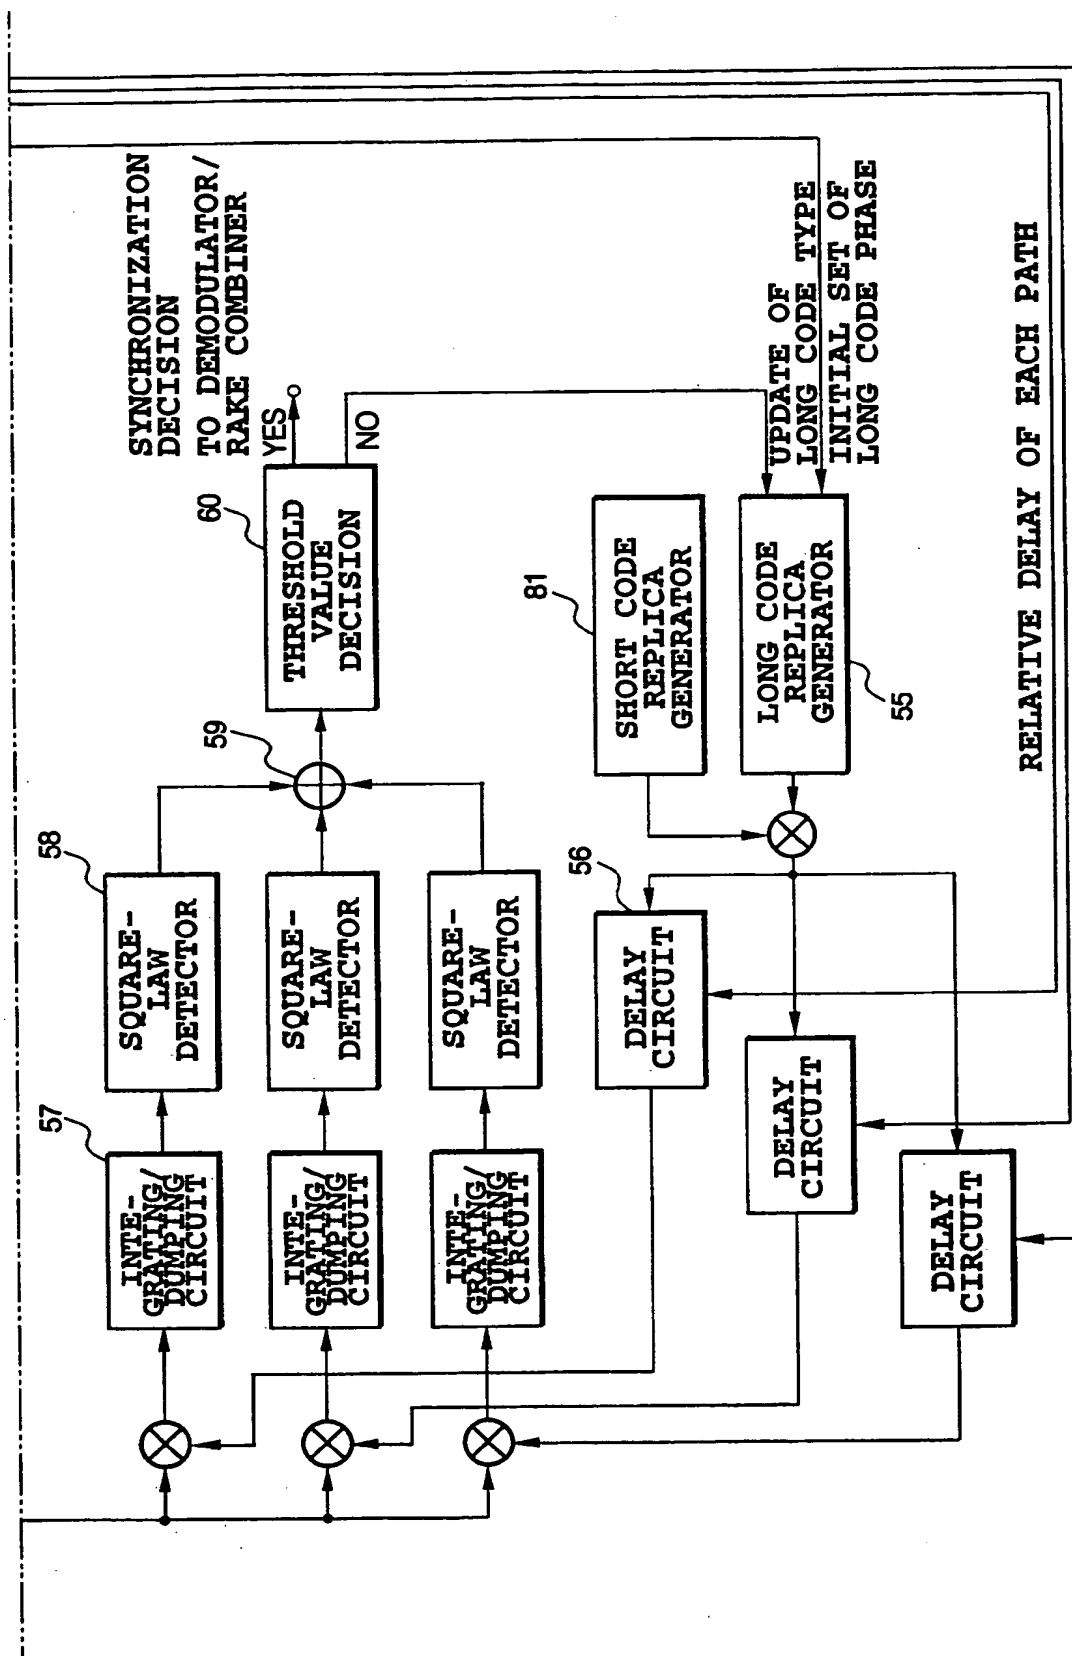 57
INTE-
GRATING/
DUMPING
CIRCUIT
58
SQUARE-
LAW
DETECTOR
INTE-
GRATING/
DUMPING
CIRCUIT
SQUARE-
LAW
DETECTOR
INTE-
GRATING/
DUMPING
CIRCUIT
SQUARE-
LAW
DETECTOR
59
60
THRESHOLD
VALUE
DECISION
YES
NO
SYNCHRONIZATION
DECISION
TO DEMODULATOR/
RAKE COMBINER
56
DELAY
CIRCUIT
DELAY
CIRCUIT
DELAY
CIRCUIT
81
SHORT CODE
REPLICA
GENERATOR
LONG CODE
REPLICA
GENERATOR
55
UPDATE OF
LONG CODE TYPE
INITIAL SET OF
LONG CODE PHASE
RELATIVE DELAY OF EACH PATH